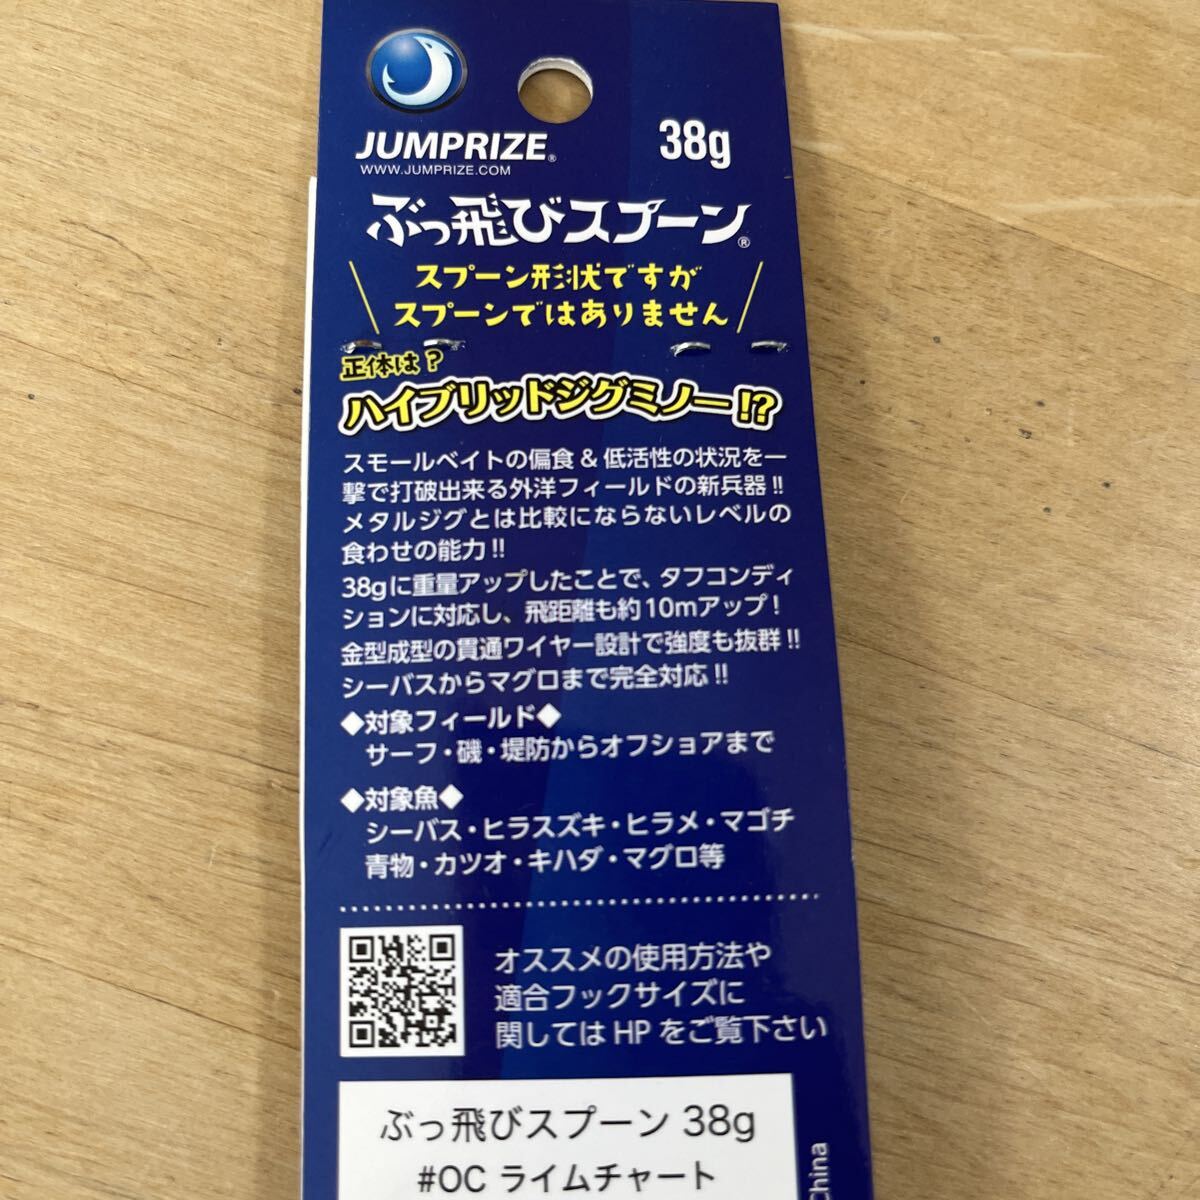 JUMPRIZE®
WWW.JUMPRIZE.COM
38g
ぶっ飛びスプーン®
スプーン形状ですが
スプーンではありません
正体は?
ハイブリッドジグミノー!?
スモールベイトの偏食&低活性の状況を一
撃で打破出来る外洋フィールドの新兵器!!
メタルジグとは比較にならないレベルの
食わせの能力!!
38gに重量アップしたことで、タフコンディ
ションに対応し、飛距離も約10mアップ!
金型成型の貫通ワイヤー設計で強度も抜群!!
シーバスからマグロまで完全対応!!
◆対象フィールド◆
サーフ・磯・堤防からオフショアまで
◆対象魚◆
シーバス・ヒラスズキ・ヒラメ・マゴチ
青物・カツオ・キハダ・マグロ等
オススメの使用方法や
適合フックサイズに
関してはHPをご覧下さい
ぶっ飛びスプーン 38g
#OC ライムチャート
China